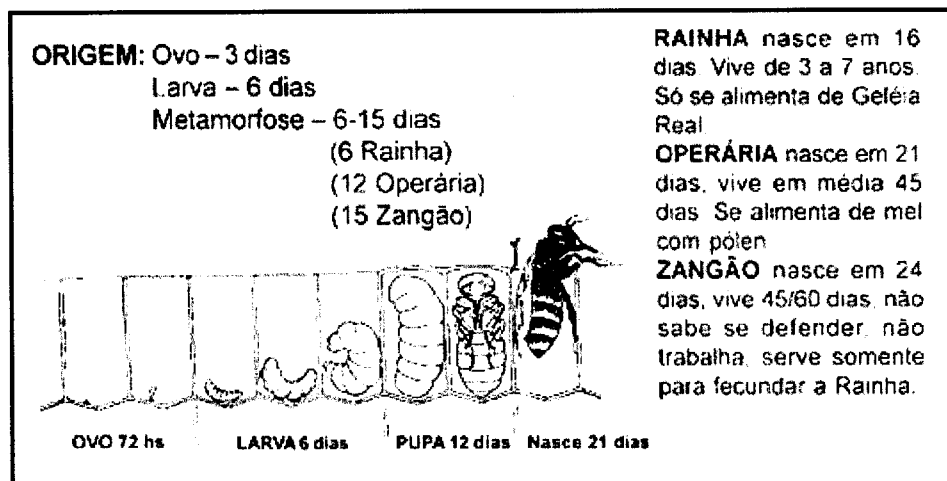 ORIGEM: Ovo – 3 dias
Larva – 6 dias
Metamorfose – 6-15 dias
(6 Rainha)
(12 Operária)
(15 Zangão)
RAINHA nasce em 16
dias. Vive de 3 a 7 anos.
Só se alimenta de Geléia
Real
OPERÁRIA nasce em 21
dias, vive em média 45
dias. Se alimenta de mel
com pólen
ZANGÃO nasce em 24
dias, vive 45/60 dias, não
sabe se defender, não
trabalha, serve somente
para fecundar a Rainha.
OVO 72 hs
LARVA 6 dias
PUPA 12 dias
Nasce 21 dias